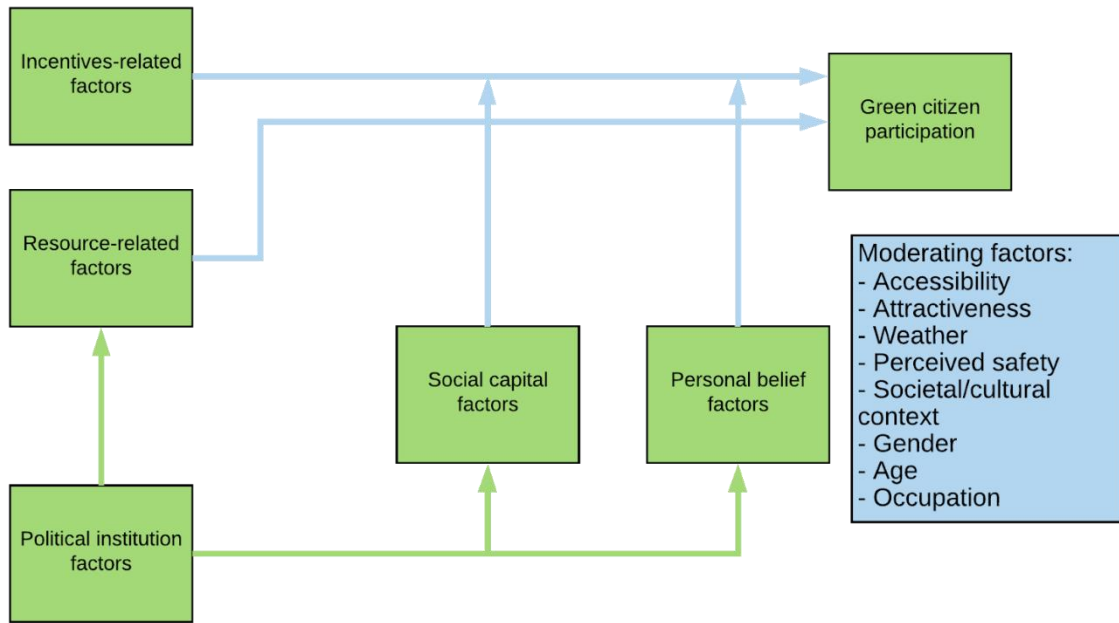 Incentives-related
factors
Green citizen
participation
Resource-related
factors
Moderating factors:
- Accessibility
- Attractiveness
- Weather
- Perceived safety
- Societal/cultural
context
- Gender
- Age
- Occupation
Social capital
factors
Personal belief
factors
Political institution
factors